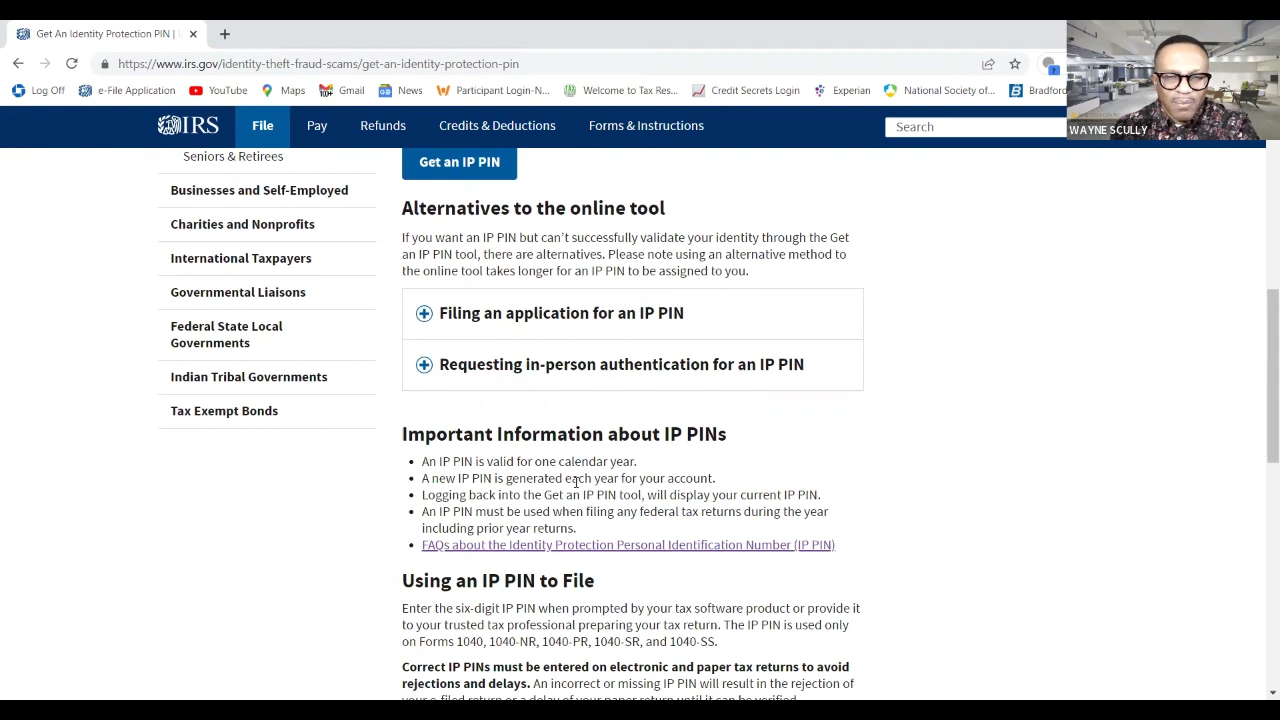 Get An Identity Protection PIN |
https://www.irs.gov/identity-theft-fraud-scams/get-an-identity-protection-pin
Log Off e-File Application YouTube Maps Gmail News Participant Login-N... Welcome to Tax Res... Credit Secrets Login Experian National Society of... Bradford
WAYNE SCULLY
IRS File Pay Refunds Credits & Deductions Forms & Instructions Search
Seniors & Retirees
Businesses and Self-Employed
Charities and Nonprofits
International Taxpayers
Governmental Liaisons
Federal State Local
Governments
Indian Tribal Governments
Tax Exempt Bonds
Get an IP PIN
Alternatives to the online tool
If you want an IP PIN but can't successfully validate your identity through the Get
an IP PIN tool, there are alternatives. Please note using an alternative method to
the online tool takes longer for an IP PIN to be assigned to you.
Filing an application for an IP PIN
Requesting in-person authentication for an IP PIN
Important Information about IP PINs
• An IP PIN is valid for one calendar year.
• A new IP PIN is generated each year for your account.
• Logging back into the Get an IP PIN tool, will display your current IP PIN.
• An IP PIN must be used when filing any federal tax returns during the year
including prior year returns.
• FAQs about the Identity Protection Personal Identification Number (IP PIN)
Using an IP PIN to File
Enter the six-digit IP PIN when prompted by your tax software product or provide it
to your trusted tax professional preparing your tax return. The IP PIN is used only
on Forms 1040, 1040-NR, 1040-PR, 1040-SR, and 1040-SS.
Correct IP PINs must be entered on electronic and paper tax returns to avoid
rejections and delays. An incorrect or missing IP PIN will result in the rejection of
your e-filed return or a delay of your paper return until it can be verified.